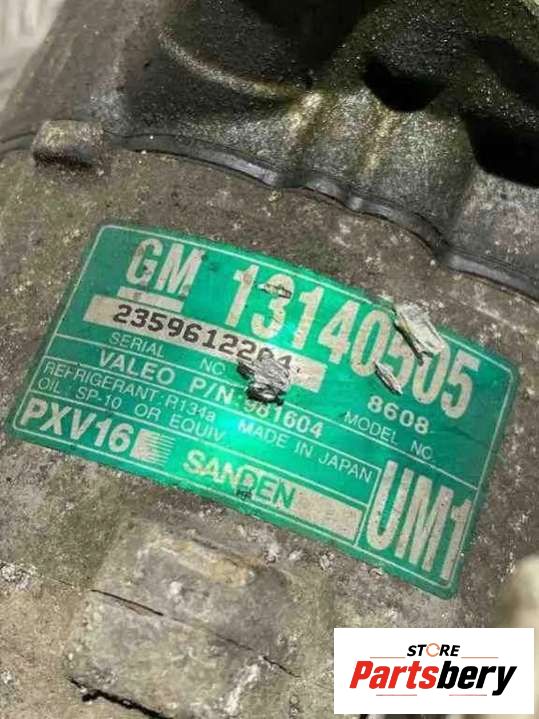 GM 13140505
2359612204
SERIAL NO. 8608
VALEO P/N 981604 MODEL NO.
REFRIGERANT: R134a MADE IN JAPAN
OIL: SP-10 OR EQUIV.
PXV16 SANDEN UM1
STORE
Partsbery